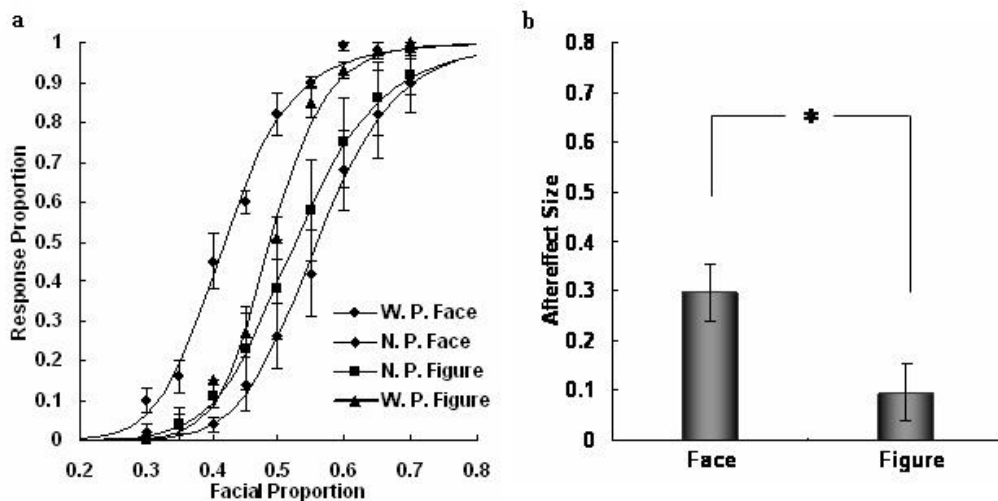 a
Response Proportion
1
0.9
0.8
0.7
0.6
0.5
0.4
0.3
0.2
0.1
0
0.2
0.3
0.4
0.5
0.6
0.7
0.8
Facial Proportion
W. P. Face
N. P. Face
N. P. Figure
W. P. Figure
b
Aftereffect Size
0.8
0.7
0.6
0.5
0.4
0.3
0.2
0.1
0
*
Face
Figure